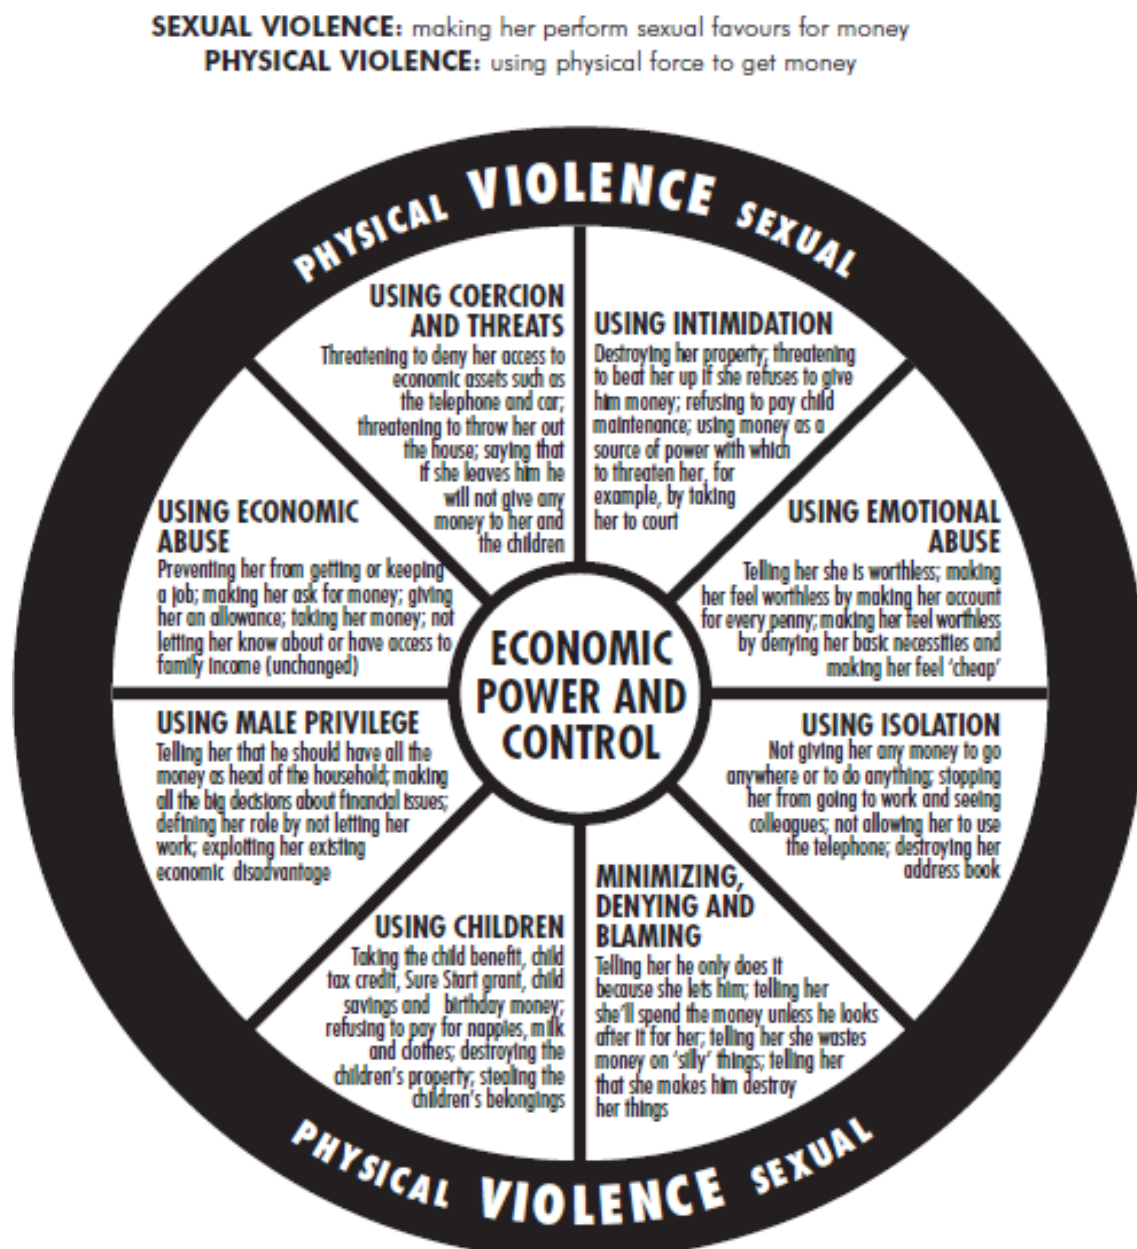 SEXUAL VIOLENCE: making her perform sexual favours for money
PHYSICAL VIOLENCE: using physical force to get money
PHYSICAL VIOLENCE SEXUAL
USING COERCION
AND THREATS
Threatening to deny her access to
economic assets such as
the telephone and car;
threatening to throw her out
the house; saying that
if she leaves him he
will not give any
money to her and
the children
USING INTIMIDATION
Destroying her property; threatening
to beat her up if she refuses to give
him money; refusing to pay child
maintenance; using money as a
source of power with which
to threaten her, for
example, by taking
her to court
USING EMOTIONAL
ABUSE
Telling her she is worthless; making
her feel worthless by making her account
for every penny; making her feel worthless
by denying her basic necessities and
making her feel ‘cheap’
USING ISOLATION
Not giving her any money to go
anywhere or to do anything; stopping
her from going to work and seeing
colleagues; not allowing her to use
the telephone; destroying her
address book
MINIMIZING,
DENYING AND
BLAMING
Telling her he only does it
because she lets him; telling her
she’ll spend the money unless he looks
after it for her; telling her she wastes
money on ‘silly’ things; telling her
that she makes him destroy
her things
USING CHILDREN
Taking the child benefit, child
tax credit, Sure Start grant, child
savings and birthday money;
refusing to pay for nappies, milk
and clothes; destroying the
children’s property; stealing the
children’s belongings
USING MALE PRIVILEGE
Telling her that he should have all the
money as head of the household; making
all the big decisions about financial issues;
defining her role by not letting her
work; exploiting her existing
economic disadvantage
USING ECONOMIC
ABUSE
Preventing her from getting or keeping
a job; making her ask for money; giving
her an allowance; taking her money; not
letting her know about or have access to
family income (unchanged)
ECONOMIC
POWER AND
CONTROL
PHYSICAL VIOLENCE SEXUAL